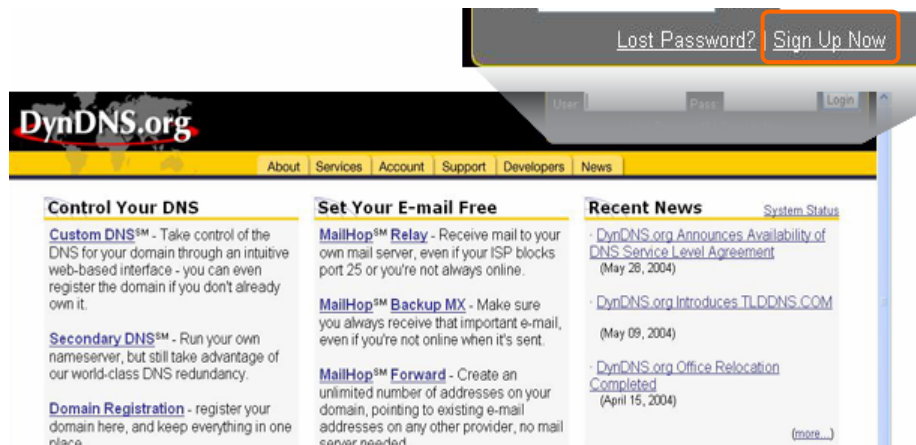 Lost Password? | Sign Up Now
DynDNS.org
User Pass Login
About Services Account Support Developers News
Control Your DNS
Custom DNS℠ - Take control of the
DNS for your domain through an intuitive
web-based interface - you can even
register the domain if you don't already
own it.
Secondary DNS℠ - Run your own
nameserver, but still take advantage of
our world-class DNS redundancy.
Domain Registration - register your
domain here, and keep everything in one
place.
Set Your E-mail Free
MailHop℠ Relay - Receive mail to your
own mail server, even if your ISP blocks
port 25 or you're not always online.
MailHop℠ Backup MX - Make sure
you always receive that important e-mail,
even if you're not online when it's sent.
MailHop℠ Forward - Create an
unlimited number of addresses on your
domain, pointing to existing e-mail
addresses on any other provider, no mail
server needed.
Recent News System Status
· DynDNS.org Announces Availability of
DNS Service Level Agreement
(May 28, 2004)
· DynDNS.org Introduces TLDDNS.COM
(May 09, 2004)
· DynDNS.org Office Relocation
Completed
(April 15, 2004)
(more...)